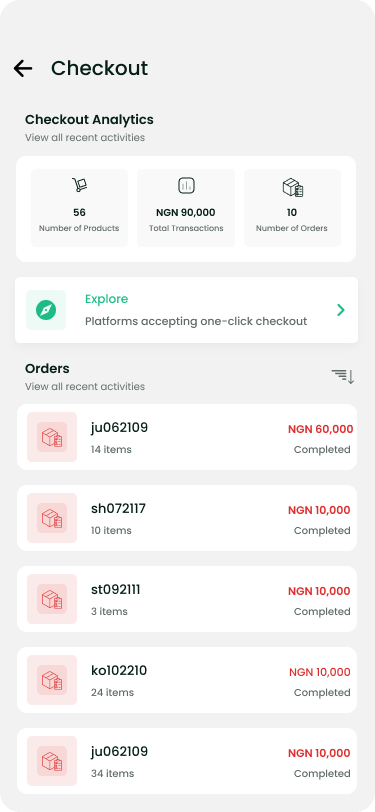 Checkout
Checkout Analytics
View all recent activities
56
Number of Products
NGN 90,000
Total Transactions
10
Number of Orders
Explore
Platforms accepting one-click checkout
Orders
View all recent activities
ju062109
NGN 60,000
14 items
Completed
sh072117
NGN 10,000
10 items
Completed
st092111
NGN 10,000
3 items
Completed
ko102210
NGN 10,000
24 items
Completed
ju062109
NGN 10,000
34 items
Completed